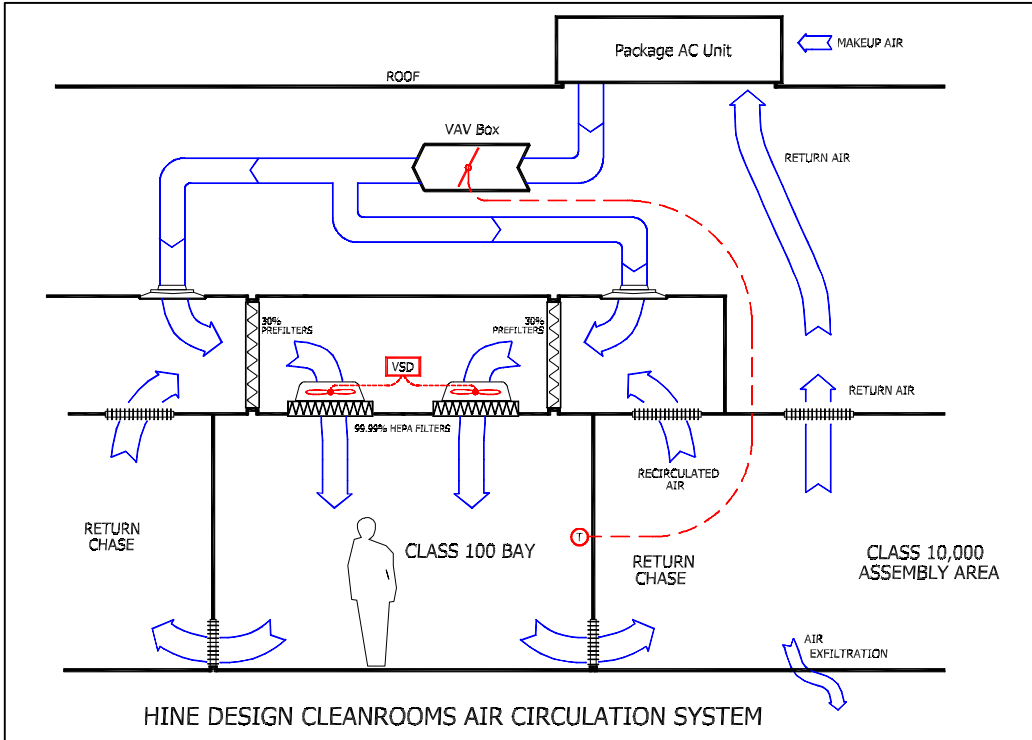 Package AC Unit
MAKEUP AIR
ROOF
VAV Box
RETURN AIR
30%
PREFILTERS
30%
PREFILTERS
VSD
RETURN AIR
99.99% HEPA FILTERS
RECIRCULATED
AIR
RETURN
CHASE
CLASS 100 BAY
T
RETURN
CHASE
CLASS 10,000
ASSEMBLY AREA
AIR
EXFILTRATION
HINE DESIGN CLEANROOMS AIR CIRCULATION SYSTEM